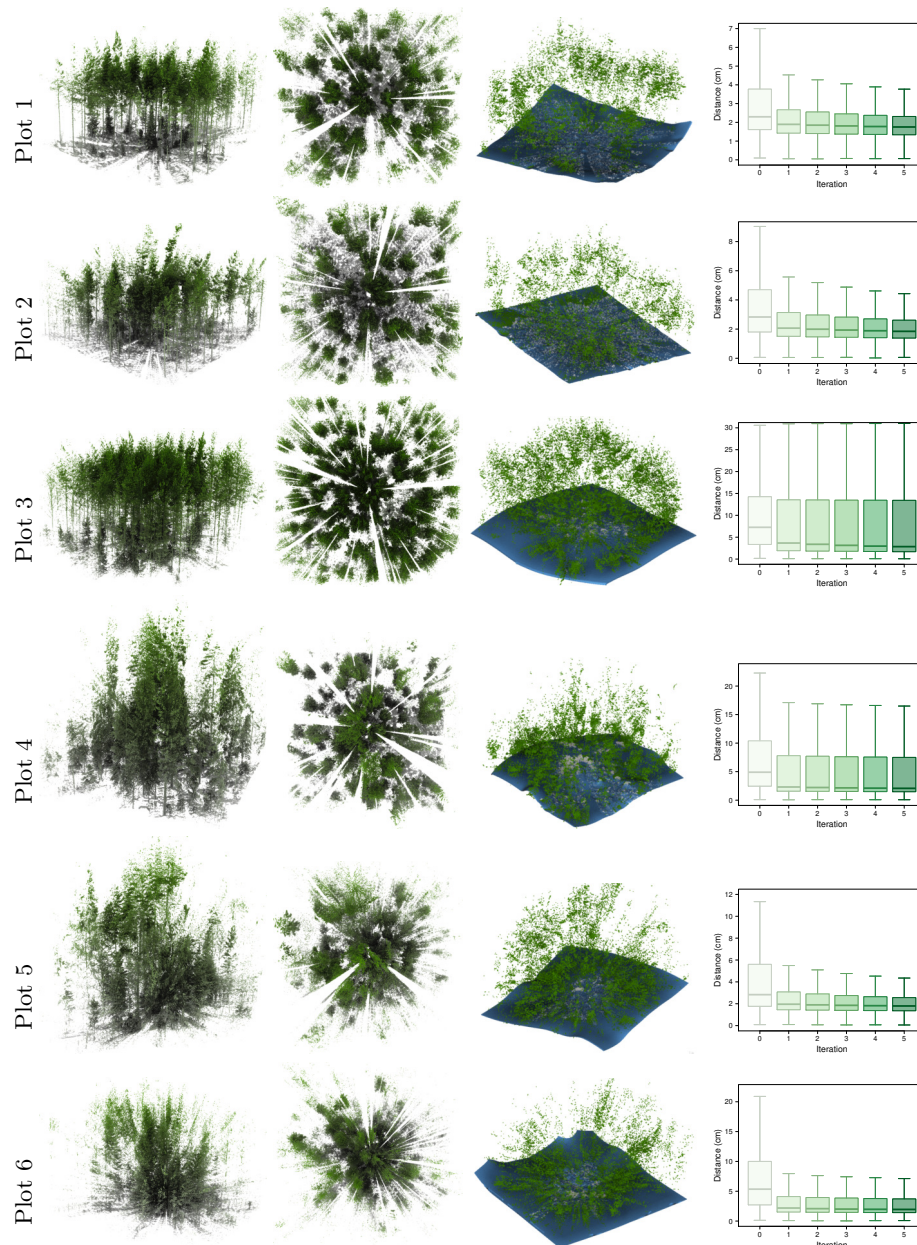 Plot 1
Distance (cm)
7
6
5
4
3
2
1
0
0 1 2 3 4 5
Iteration
Plot 2
Distance (cm)
8
6
4
2
0
0 1 2 3 4 5
Iteration
Plot 3
Distance (cm)
30
25
20
15
10
5
0
0 1 2 3 4 5
Iteration
Plot 4
Distance (cm)
20
15
10
5
0
0 1 2 3 4 5
Iteration
Plot 5
Distance (cm)
12
10
8
6
4
2
0
0 1 2 3 4 5
Iteration
Plot 6
Distance (cm)
20
15
10
5
0
0 1 2 3 4 5
Iteration